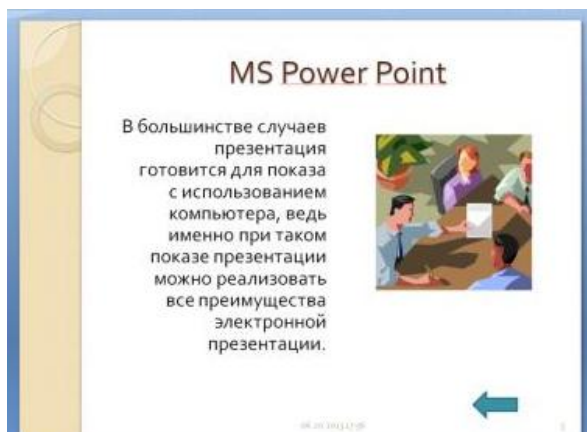 MS Power Point
В большинстве случаев
презентация
готовится для показа
с использованием
компьютера, ведь
именно при таком
показе презентации
можно реализовать
все преимущества
электронной
презентации.